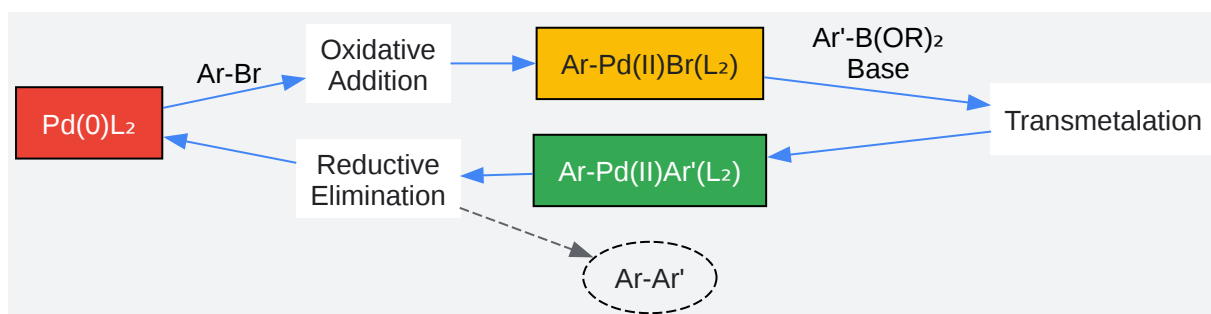 Pd(0)L₂
Ar-Br
Oxidative
Addition
Ar-Pd(II)Br(L₂)
Ar'-B(OR)₂
Base
Transmetalation
Ar-Pd(II)Ar'(L₂)
Reductive
Elimination
Ar-Ar'